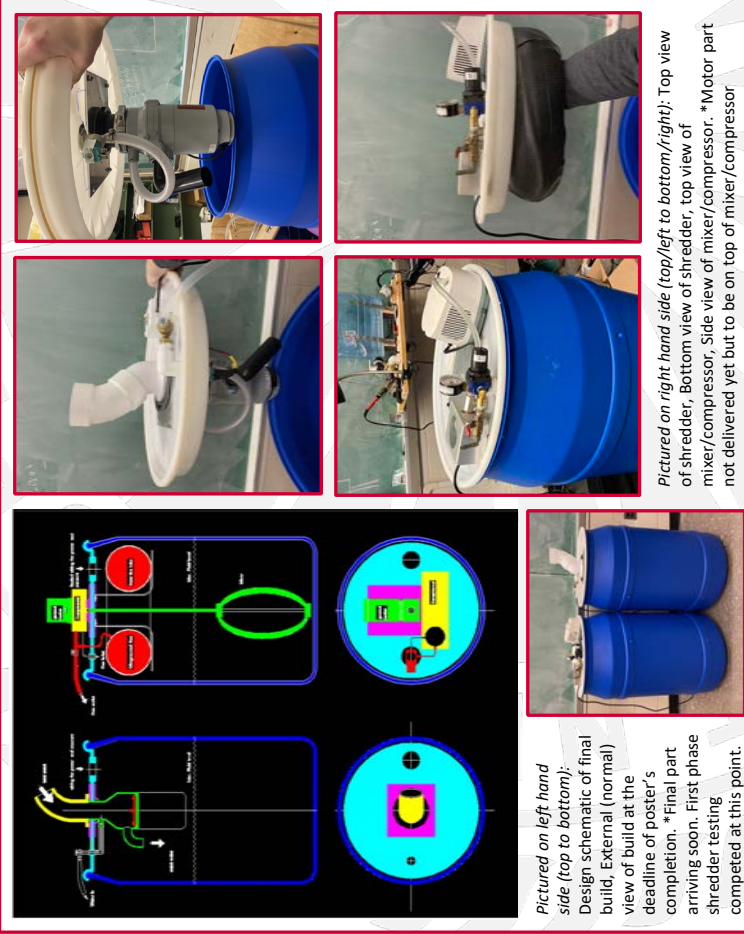 Pictured on left hand
side (top to bottom):
Design schematic of final
build, External (normal)
view of build at the
deadline of poster's
completion. *Final part
arriving soon. First phase
shredder testing
competed at this point.
Pictured on right hand side (top/left to bottom/right): Top view
of shredder, Bottom view of shredder, top view of
mixer/compressor, Side view of mixer/compressor. *Motor part
not delivered yet but to be on top of mixer/compressor